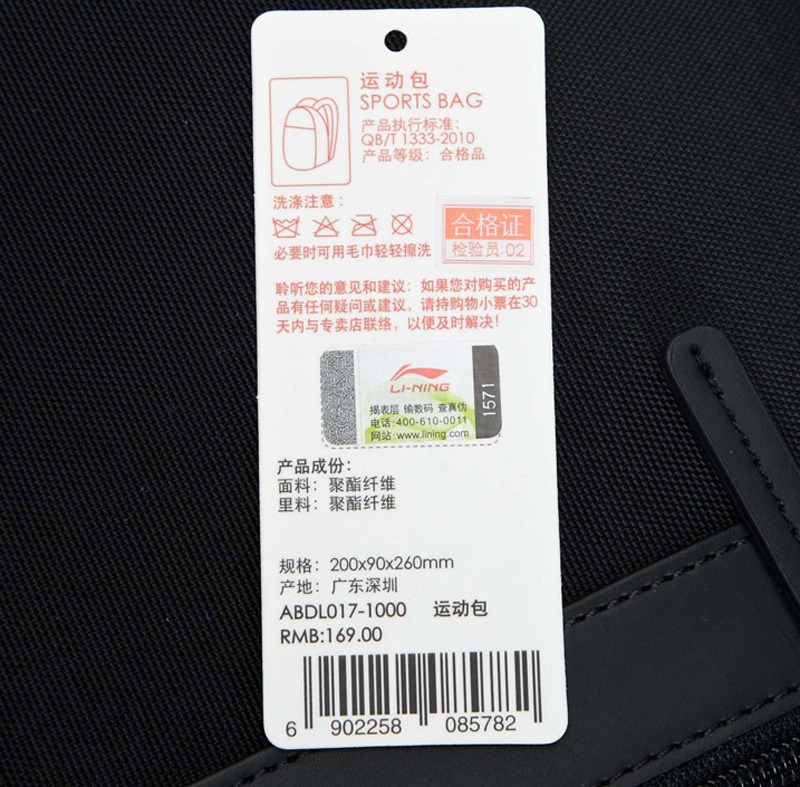 运动包
SPORTS BAG
产品执行标准:
QB/T 1333-2010
产品等级: 合格品
洗涤注意:
必要时可用毛巾轻轻擦洗
合格证
检验员:02
聆听您的意见和建议: 如果您对购买的产
品有任何疑问或建议, 请持购物小票在30
天内与专卖店联络, 以便及时解决!
LI-NING
揭表层 输数码 查真伪
电话:400-610-0011
网站:www.lining.com
1571
产品成份:
面料: 聚酯纤维
里料: 聚酯纤维
规格: 200x90x260mm
产地: 广东深圳
ABDL017-1000 运动包
RMB:169.00
6 902258 085782